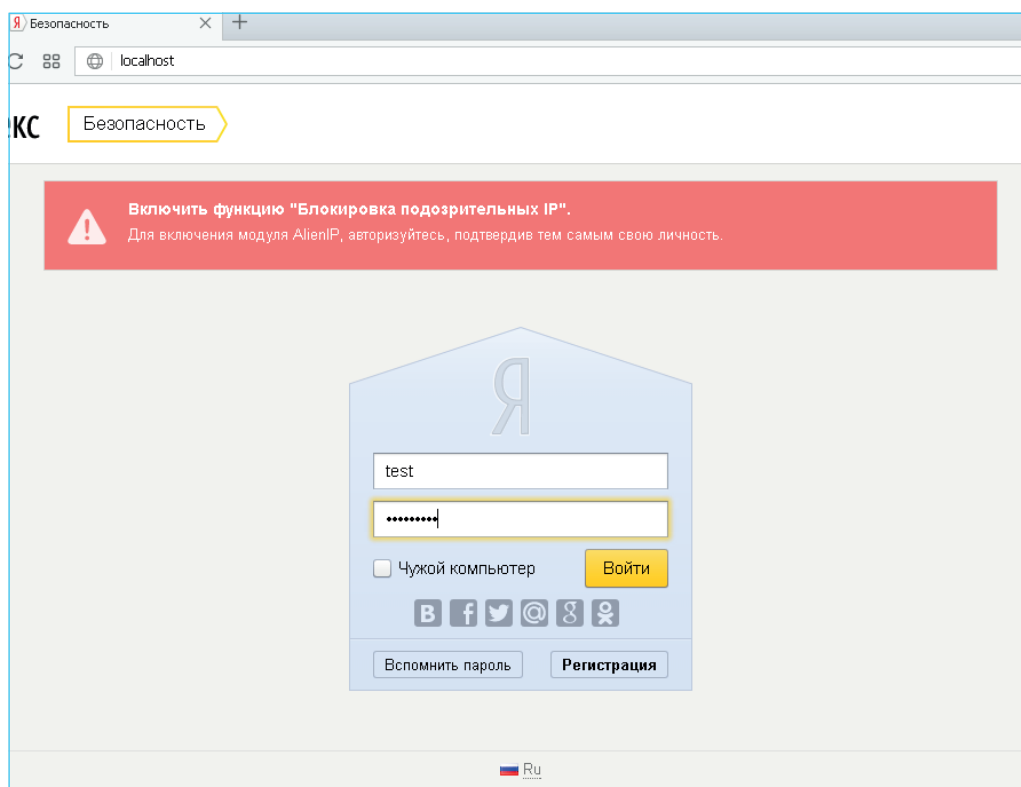 Безопасность
localhost
екс
Безопасность
Включить функцию "Блокировка подозрительных IP".
Для включения модуля AlienIP, авторизуйтесь, подтвердив тем самым свою личность.
Я
test
•••••••••
Чужой компьютер
Войти
Вспомнить пароль
Регистрация
Ru